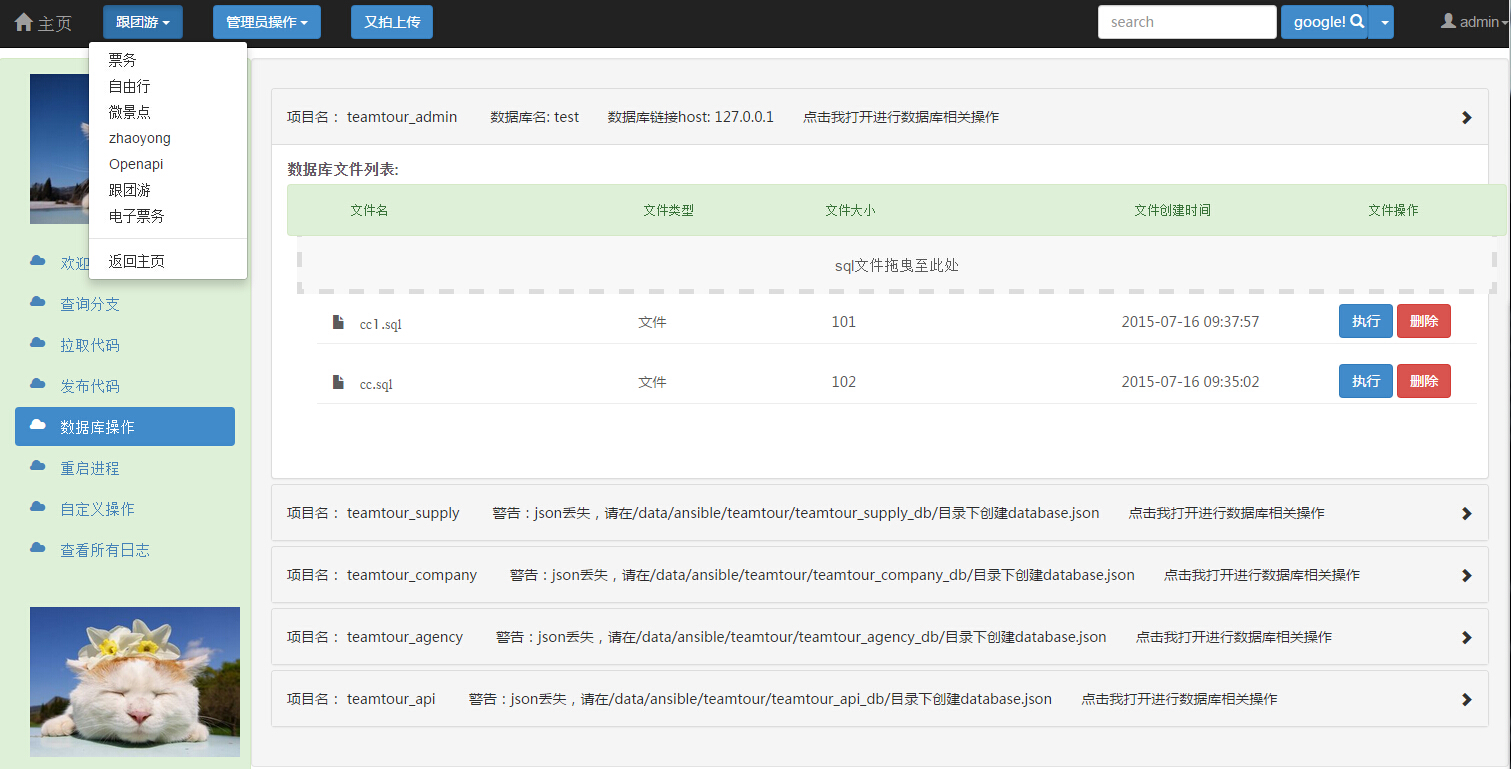 主页 跟团游 管理员操作 又拍上传 search google! admin
票务
自由行
微景点
zhaoyong
Openapi
跟团游
电子票务
返回主页
欢迎
查询分支
拉取代码
发布代码
数据库操作
重启进程
自定义操作
查看所有日志
项目名： teamtour_admin 数据库名: test 数据库链接host: 127.0.0.1 点击我打开进行数据库相关操作
数据库文件列表:
文件名 文件类型 文件大小 文件创建时间 文件操作
sql文件拖曳至此处
cc1.sql 文件 101 2015-07-16 09:37:57 执行 删除
cc.sql 文件 102 2015-07-16 09:35:02 执行 删除
项目名： teamtour_supply 警告：json丢失，请在/data/ansible/teamtour/teamtour_supply_db/目录下创建database.json 点击我打开进行数据库相关操作
项目名： teamtour_company 警告：json丢失，请在/data/ansible/teamtour/teamtour_company_db/目录下创建database.json 点击我打开进行数据库相关操作
项目名： teamtour_agency 警告：json丢失，请在/data/ansible/teamtour/teamtour_agency_db/目录下创建database.json 点击我打开进行数据库相关操作
项目名： teamtour_api 警告：json丢失，请在/data/ansible/teamtour/teamtour_api_db/目录下创建database.json 点击我打开进行数据库相关操作